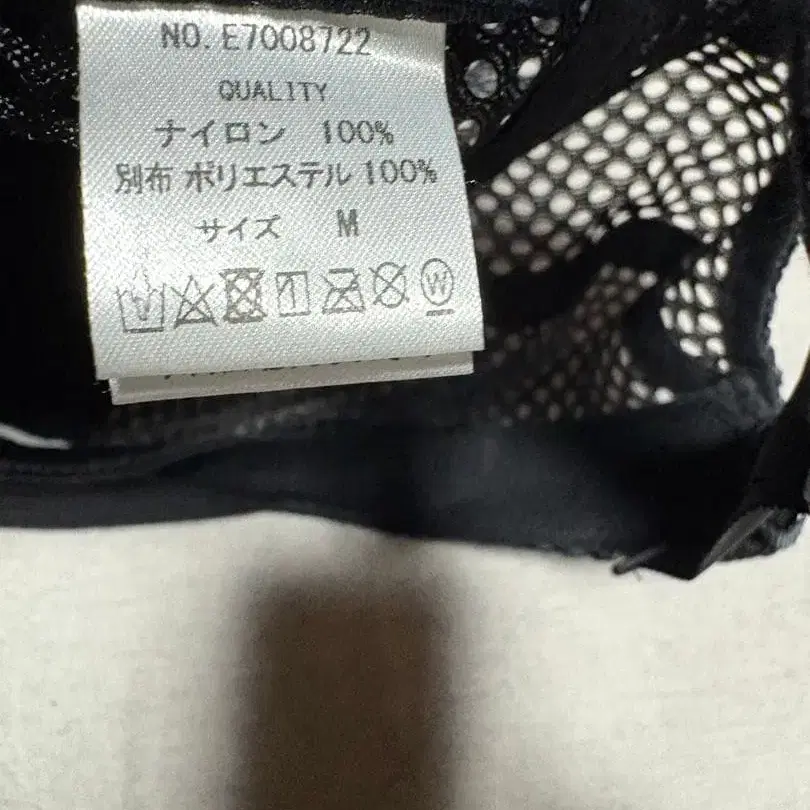 NO. E7008722
QUALITY
ナイロン 100%
別布 ポリエステル 100%
サイズ M
W